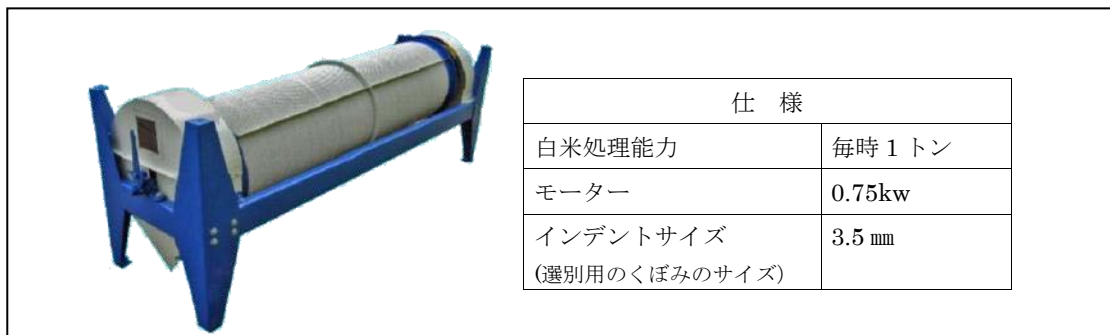 仕 様
白米処理能力 毎時 1 トン
モーター 0.75kw
インデントサイズ 3.5 ㎜
(選別用のくぼみのサイズ)